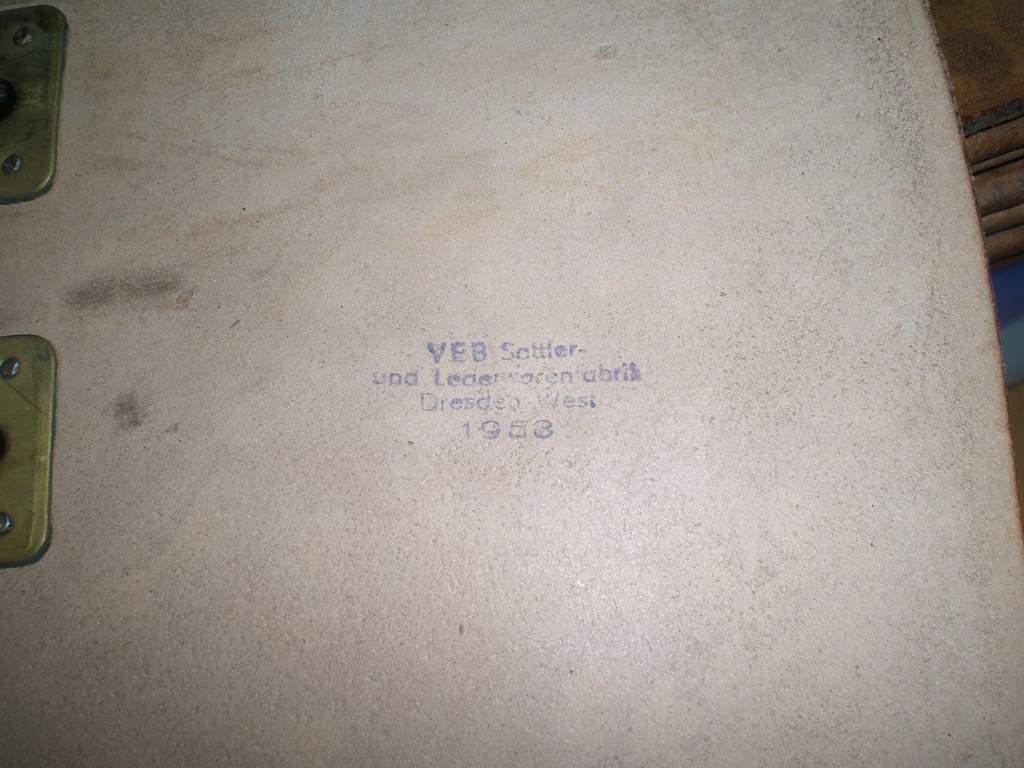 VEB Sattler-
und Lederwarenfabrik
Dresden West
1953